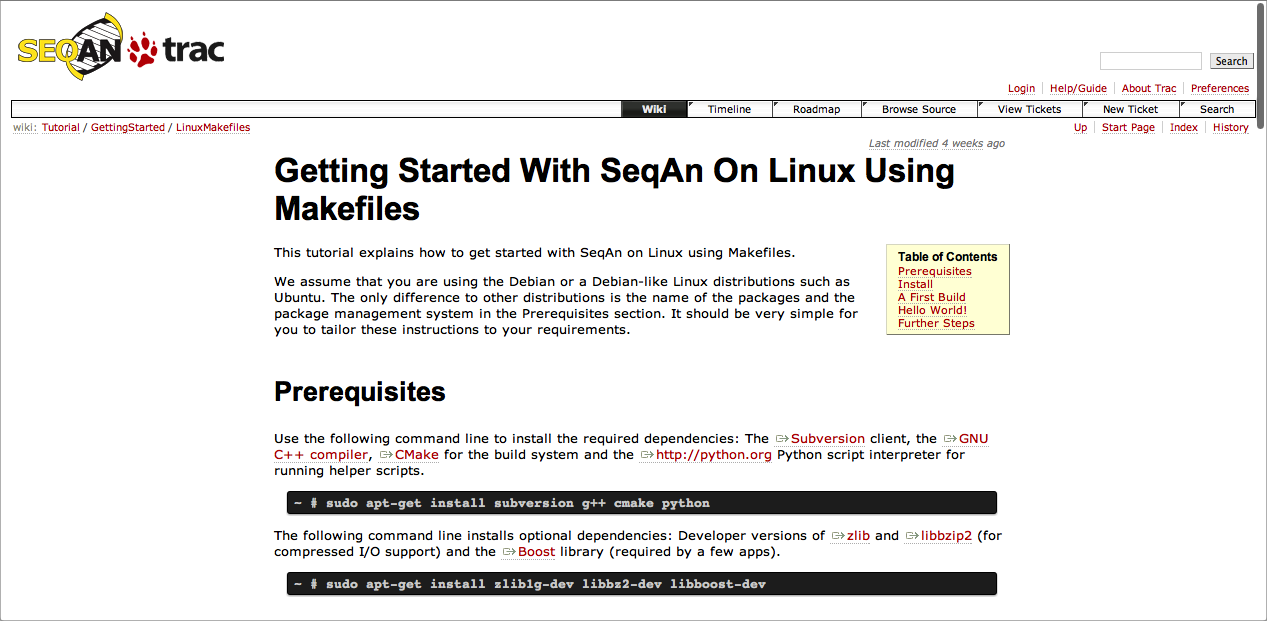 SEQAN trac
Search
Login Help/Guide About Trac Preferences
Wiki Timeline Roadmap Browse Source View Tickets New Ticket Search
wiki: Tutorial / GettingStarted / LinuxMakefiles
Up Start Page Index History
Last modified 4 weeks ago
Getting Started With SeqAn On Linux Using
Makefiles
This tutorial explains how to get started with SeqAn on Linux using Makefiles.
We assume that you are using the Debian or a Debian-like Linux distributions such as
Ubuntu. The only difference to other distributions is the name of the packages and the
package management system in the Prerequisites section. It should be very simple for
you to tailor these instructions to your requirements.
Table of Contents
Prerequisites
Install
A First Build
Hello World!
Further Steps
Prerequisites
Use the following command line to install the required dependencies: The Subversion client, the GNU
C++ compiler, CMake for the build system and the http://python.org Python script interpreter for
running helper scripts.
~ # sudo apt-get install subversion g++ cmake python
The following command line installs optional dependencies: Developer versions of zlib and libbzip2 (for
compressed I/O support) and the Boost library (required by a few apps).
~ # sudo apt-get install zlib1g-dev libbz2-dev libboost-dev